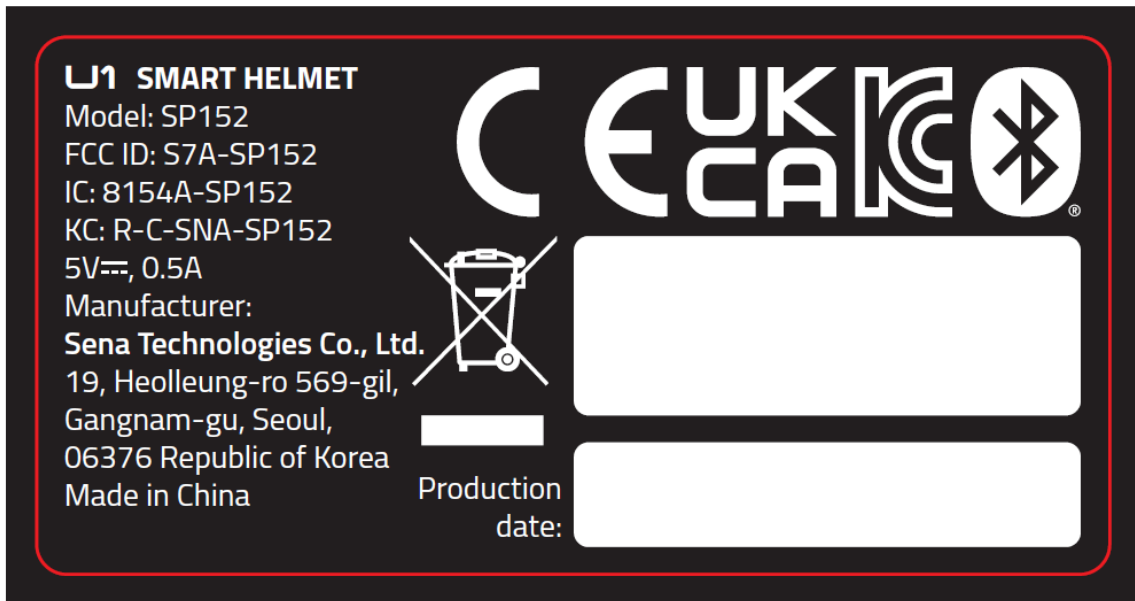 U1 SMART HELMET
Model: SP152
FCC ID: S7A-SP152
IC: 8154A-SP152
KC: R-C-SNA-SP152
5V⎓, 0.5A
Manufacturer:
Sena Technologies Co., Ltd.
19, Heolleung-ro 569-gil,
Gangnam-gu, Seoul,
06376 Republic of Korea
Made in China
CE
UK
CA
KC
®
Production
date: